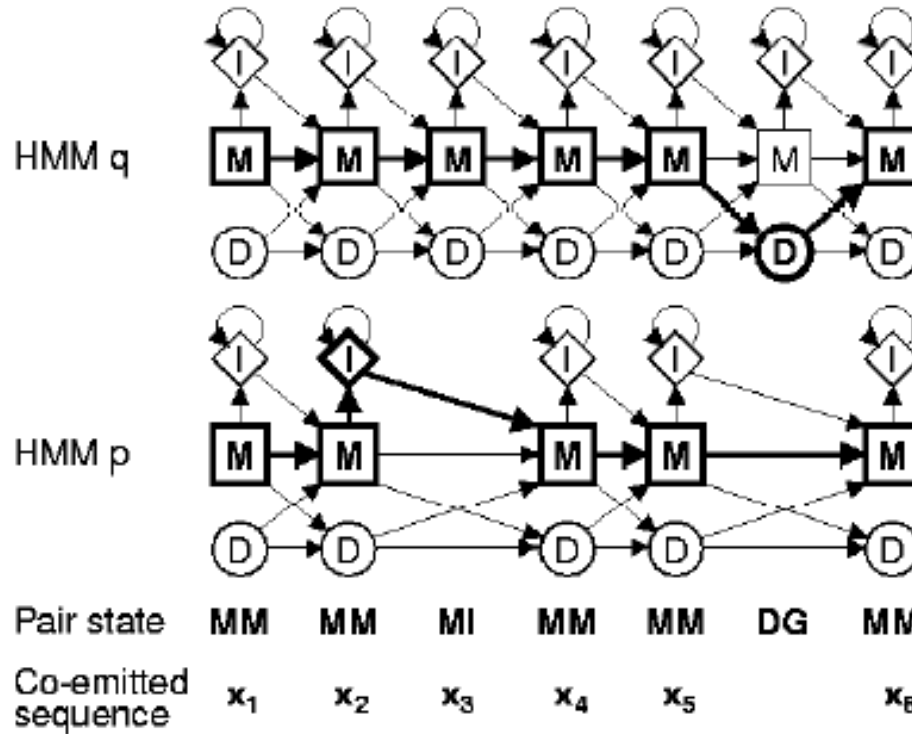 I I I I I I I
HMM q M M M M M M M
D D D D D D D
I I I I I
HMM p M M M M M
D D D D D
Pair state MM MM MI MM MM DG MM
Co-emitted
sequence x₁ x₂ x₃ x₄ x₅ x₆